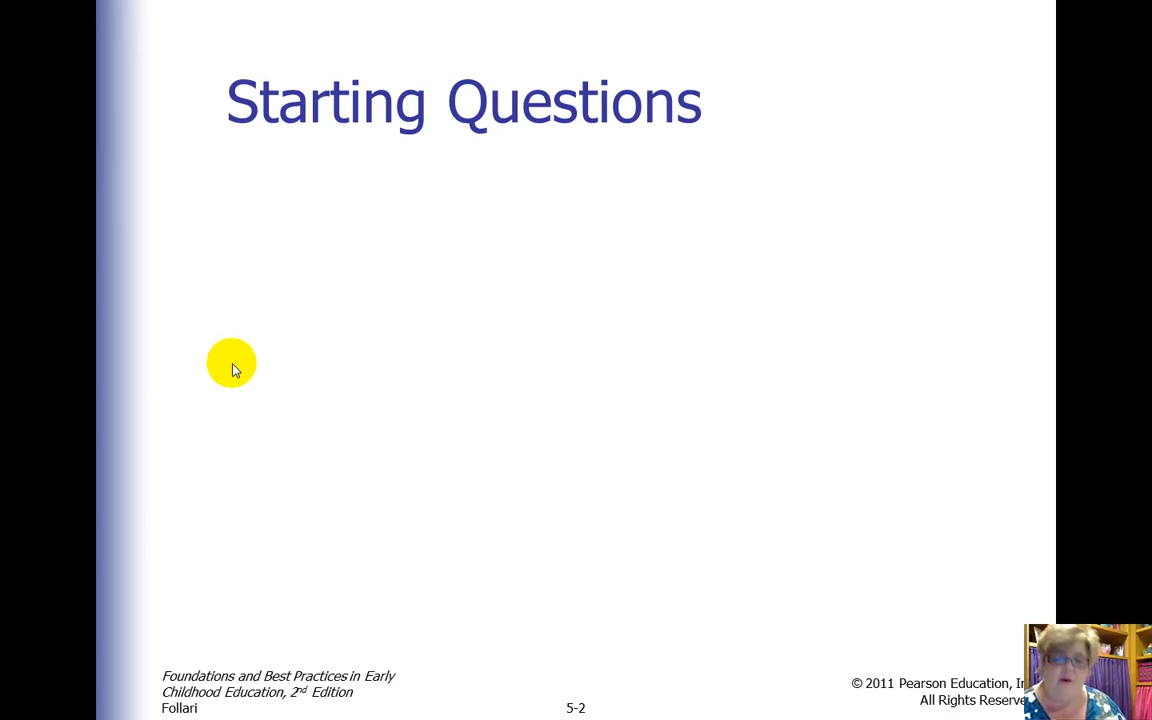 Starting Questions
Foundations and Best Practices in Early
Childhood Education, 2nd Edition
Follari
5-2
© 2011 Pearson Education, In
All Rights Reserve